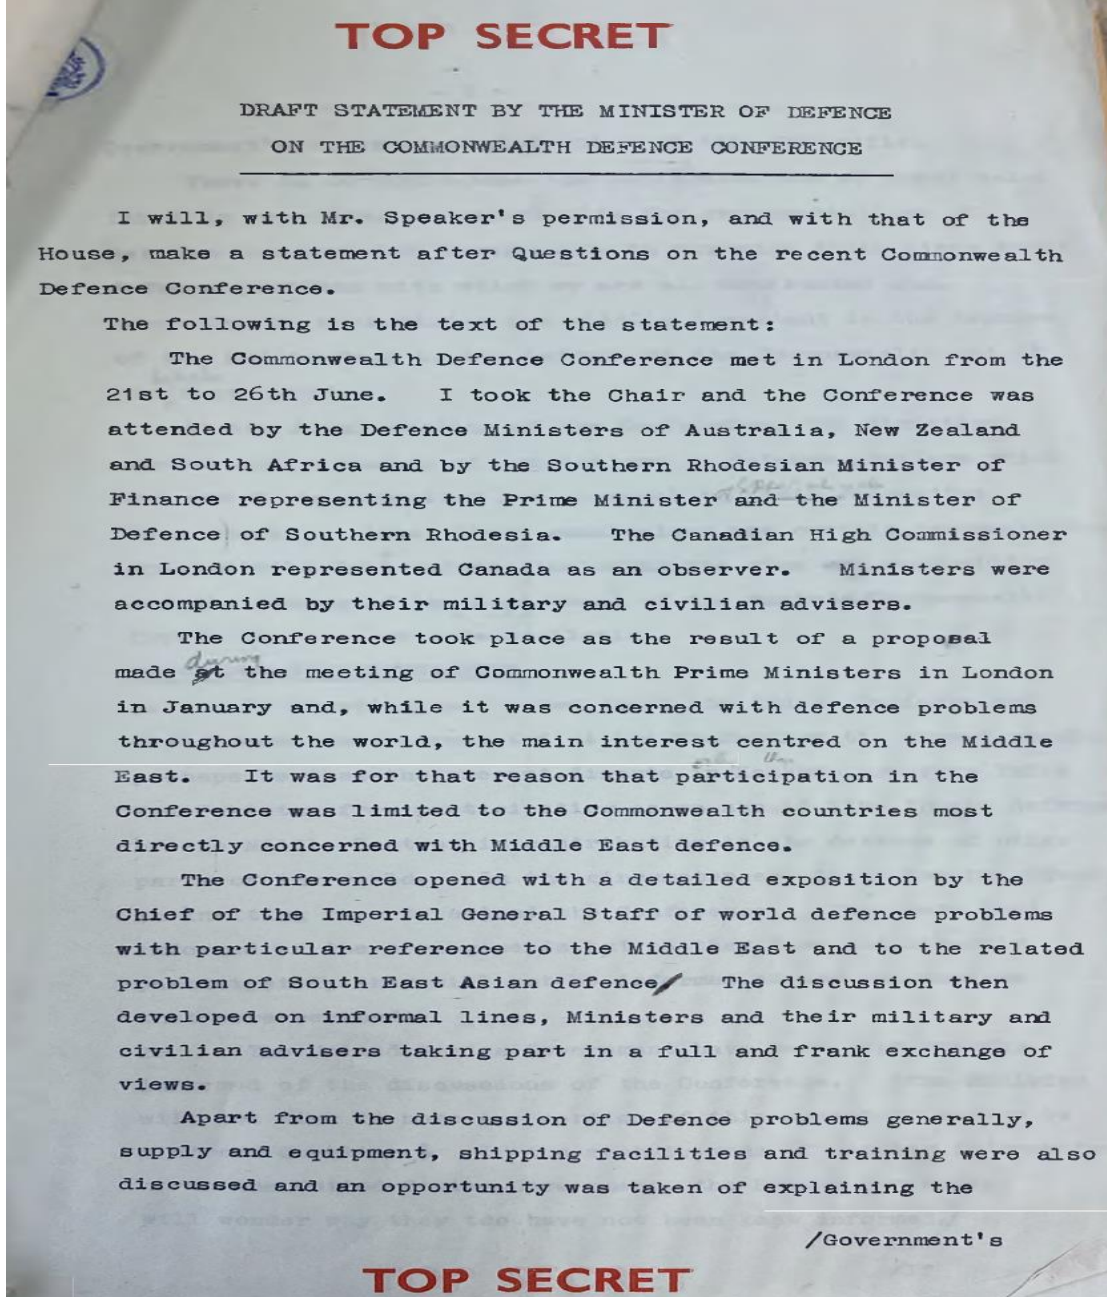 TOP SECRET
DRAFT STATEMENT BY THE MINISTER OF DEFENCE
ON THE COMMONWEALTH DEFENCE CONFERENCE
I will, with Mr. Speaker's permission, and with that of the
House, make a statement after Questions on the recent Commonwealth
Defence Conference.
The following is the text of the statement:
The Commonwealth Defence Conference met in London from the
21st to 26th June. I took the Chair and the Conference was
attended by the Defence Ministers of Australia, New Zealand
and South Africa and by the Southern Rhodesian Minister of
Finance representing the Prime Minister and the Minister of
Defence of Southern Rhodesia. The Canadian High Commissioner
in London represented Canada as an observer. Ministers were
accompanied by their military and civilian advisers.
The Conference took place as the result of a proposal
during
made at the meeting of Commonwealth Prime Ministers in London
in January and, while it was concerned with defence problems
throughout the world, the main interest centred on the Middle
East. It was for that reason that participation in the
Conference was limited to the Commonwealth countries most
directly concerned with Middle East defence.
The Conference opened with a detailed exposition by the
Chief of the Imperial General Staff of world defence problems
with particular reference to the Middle East and to the related
problem of South East Asian defence. The discussion then
developed on informal lines, Ministers and their military and
civilian advisers taking part in a full and frank exchange of
views.
Apart from the discussion of Defence problems generally,
supply and equipment, shipping facilities and training were also
discussed and an opportunity was taken of explaining the
/Government's
TOP SECRET